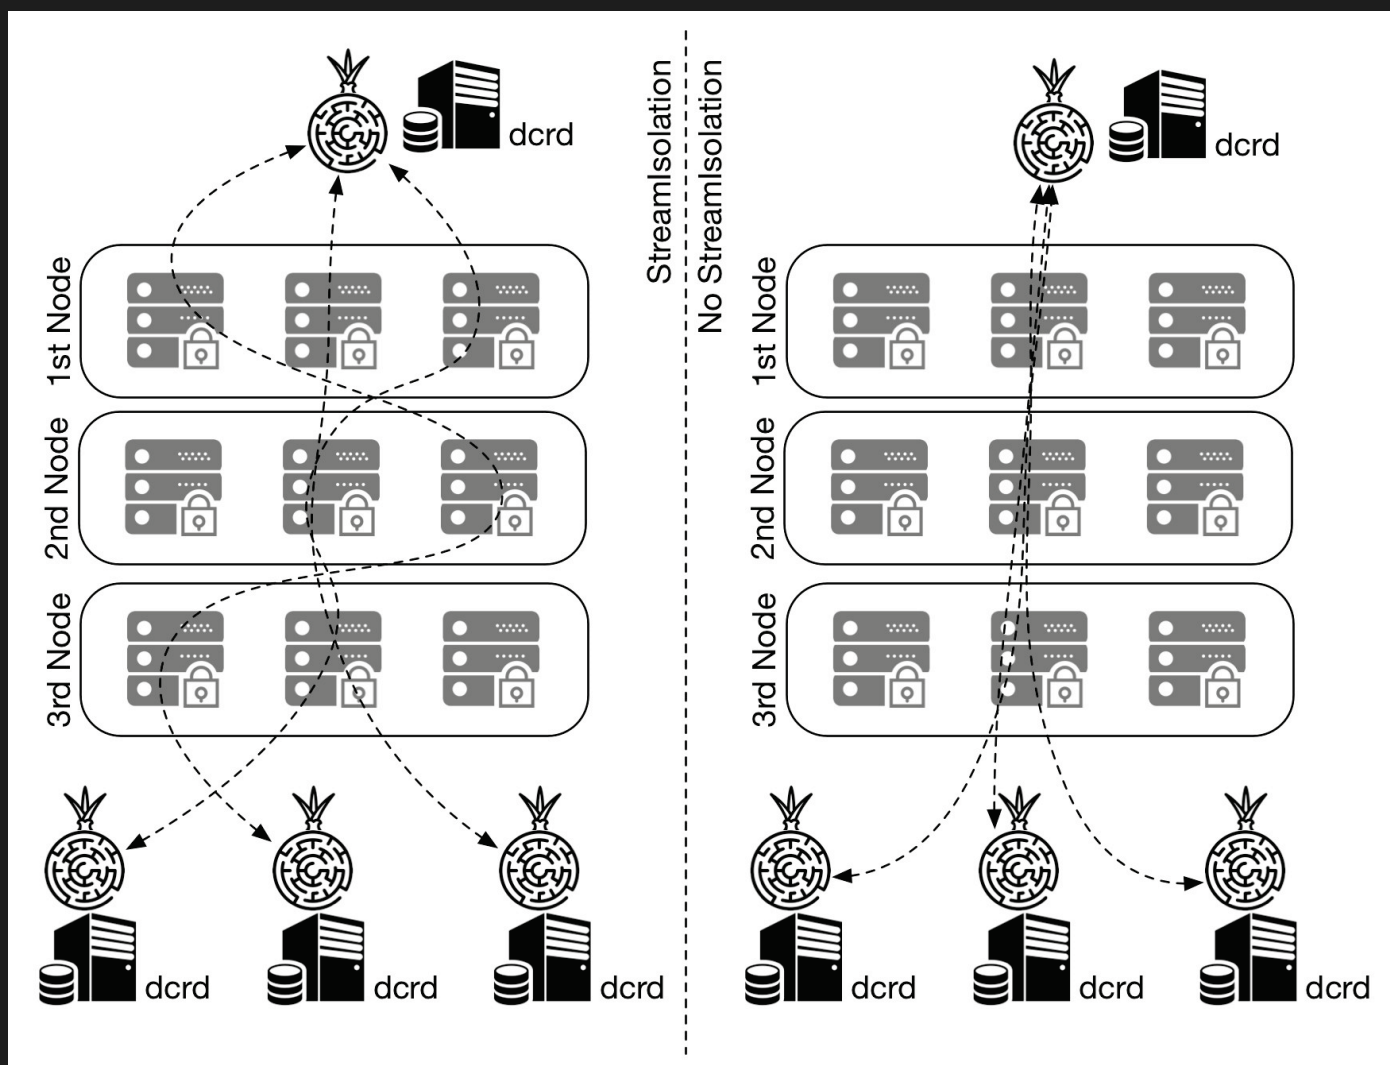 dcrd
StreamIsolation
1st Node
2nd Node
3rd Node
dcrd
dcrd
dcrd
No StreamIsolation
dcrd
1st Node
2nd Node
3rd Node
dcrd
dcrd
dcrd